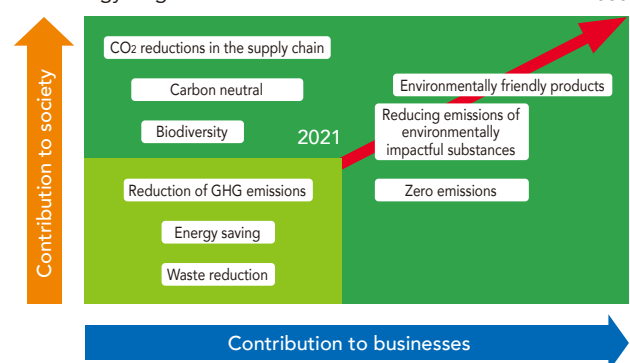 Contribution to society
CO2 reductions in the supply chain
Carbon neutral
Biodiversity
2021
Environmentally friendly products
Reducing emissions of
environmentally
impactful substances
Zero emissions
Reduction of GHG emissions
Energy saving
Waste reduction
Contribution to businesses